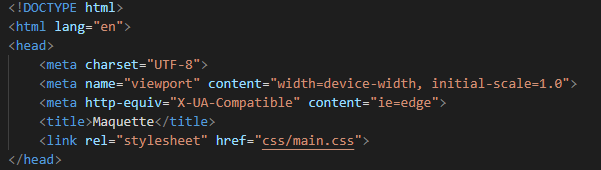 <!DOCTYPE html>
<html lang="en">
<head>
    <meta charset="UTF-8">
    <meta name="viewport" content="width=device-width, initial-scale=1.0">
    <meta http-equiv="X-UA-Compatible" content="ie=edge">
    <title>Maquette</title>
    <link rel="stylesheet" href="css/main.css">
</head>